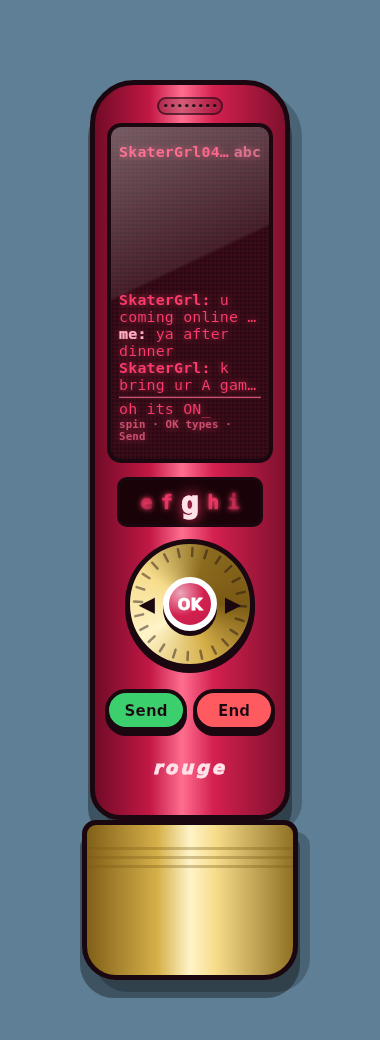 SkaterGrl04… abc
SkaterGrl: u
coming online …
me: ya after
dinner
SkaterGrl: k
bring ur A gam…
oh its ON_
spin · OK types ·
Send
e f g h i
OK
Send End
rouge